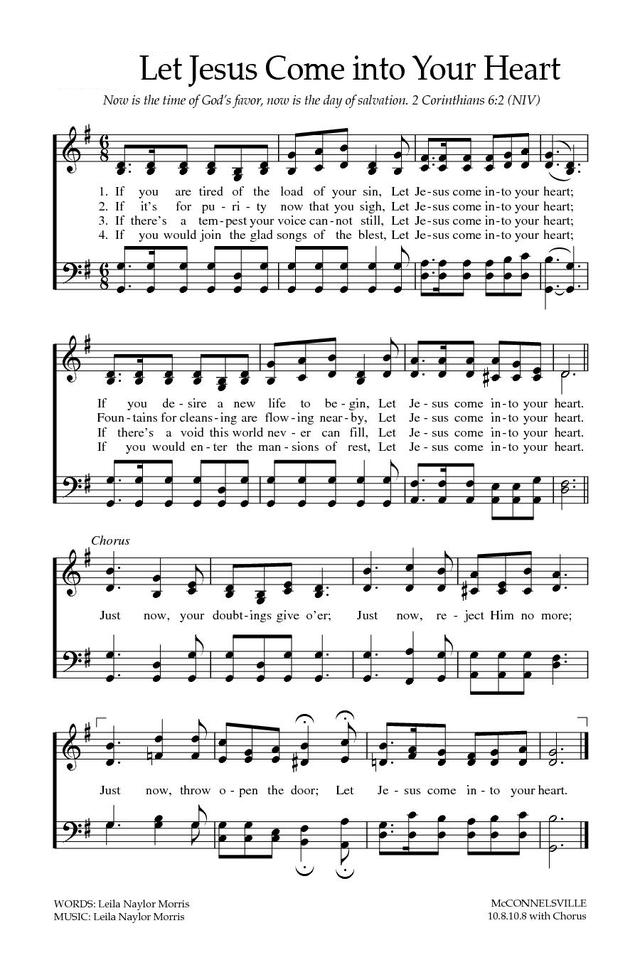 Let Jesus Come into Your Heart
Now is the time of God's favor, now is the day of salvation. 2 Corinthians 6:2 (NIV)
6
8
1. If you are tired of the load of your sin, Let Je-sus come in-to your heart;
2. If it's for pu-ri-ty now that you sigh, Let Je-sus come in-to your heart;
3. If there's a tem-pest your voice can-not still, Let Je-sus come in-to your heart;
4. If you would join the glad songs of the blest, Let Je-sus come in-to your heart;
6
8
If you de-sire a new life to be-gin, Let Je-sus come in-to your heart.
Foun-tains for cleans-ing are flow-ing near-by, Let Je-sus come in-to your heart.
If there's a void this world nev-er can fill, Let Je-sus come in-to your heart.
If you would en-ter the man-sions of rest, Let Je-sus come in-to your heart.
Chorus
Just now, your doubt-ings give o'er; Just now, re-ject Him no more;
Just now, throw o-pen the door; Let Je-sus come in-to your heart.
WORDS: Leila Naylor Morris
MUSIC: Leila Naylor Morris
McCONNELSVILLE
10.8.10.8 with Chorus